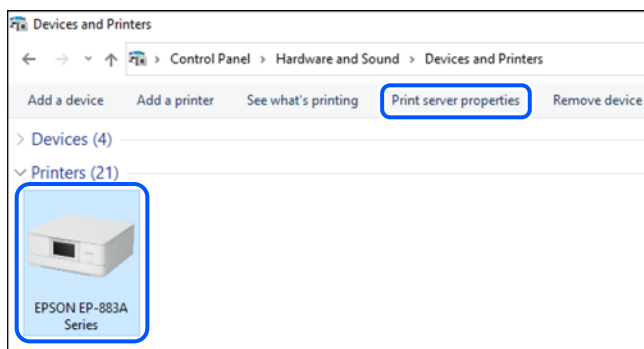 Devices and Printers
Control Panel > Hardware and Sound > Devices and Printers
Add a device Add a printer See what's printing Print server properties Remove device
Devices (4)
Printers (21)
EPSON EP-883A
Series